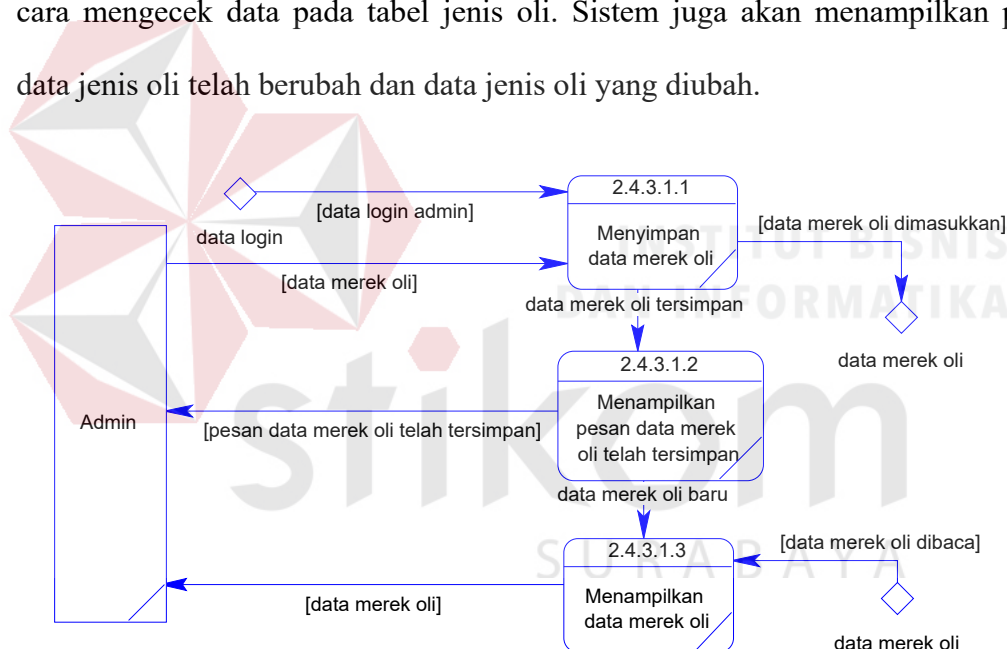 cara mengecek data pada tabel jenis oli. Sistem juga akan menampilkan
data jenis oli telah berubah dan data jenis oli yang diubah.
2.4.3.1.1
[data login admin]
data login
Menyimpan
data merek oli
[data merek oli dimasukkan]
INSTITUT BISNIS
DAN INFORMATIKA
[data merek oli]
data merek oli tersimpan
data merek oli
2.4.3.1.2
Menampilkan
pesan data merek
oli telah tersimpan
Admin
[pesan data merek oli telah tersimpan]
stikom
data merek oli baru
SURABAYA
2.4.3.1.3
[data merek oli dibaca]
Menampilkan
data merek oli
[data merek oli]
data merek oli